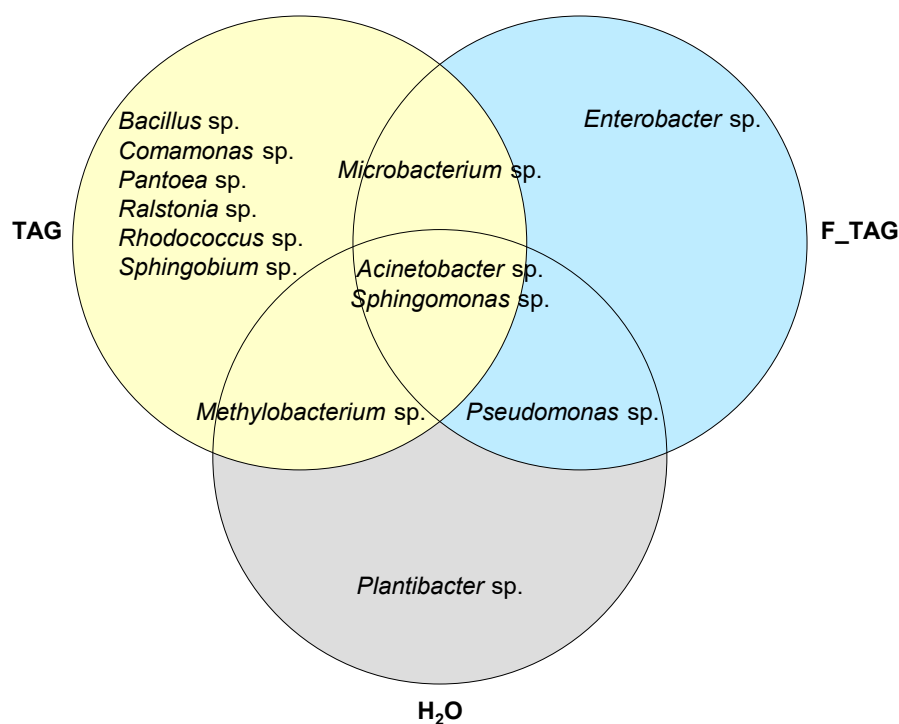 Bacillus sp.
Comamonas sp.
Pantoea sp.
Ralstonia sp.
Rhodococcus sp.
Sphingobium sp.
TAG
Microbacterium sp.
Enterobacter sp.
F_TAG
Acinetobacter sp.
Sphingomonas sp.
Methylobacterium sp.
Pseudomonas sp.
Plantibacter sp.
H₂O